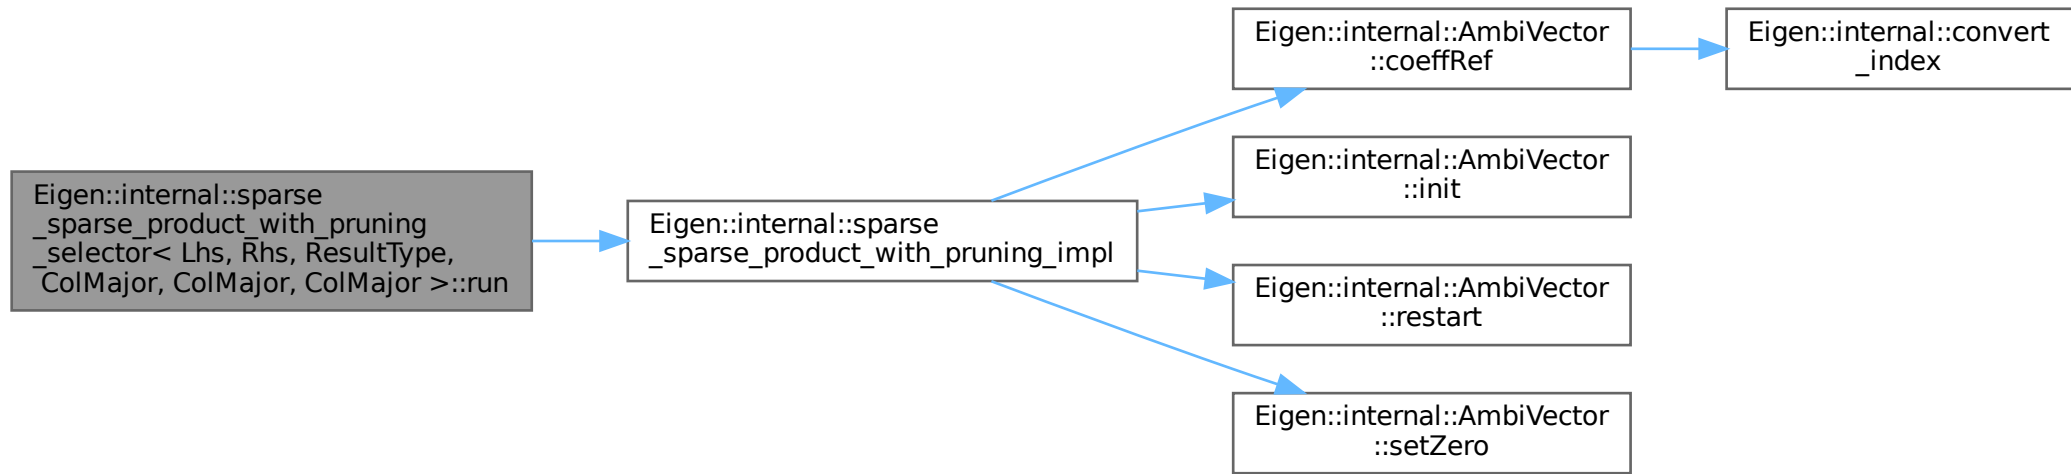 Eigen::internal::sparse
_sparse_product_with_pruning
_selector< Lhs, Rhs, ResultType,
ColMajor, ColMajor, ColMajor >::run
Eigen::internal::sparse
_sparse_product_with_pruning_impl
Eigen::internal::AmbiVector
::coeffRef
Eigen::internal::convert
_index
Eigen::internal::AmbiVector
::init
Eigen::internal::AmbiVector
::restart
Eigen::internal::AmbiVector
::setZero